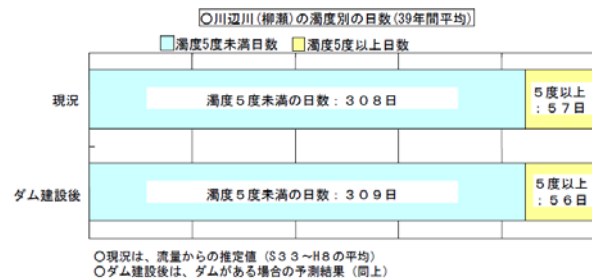 ○川辺川(柳瀬)の濁度別の日数(39年間平均)
濁度5度未満日数 濁度5度以上日数
現況
濁度5度未満の日数:308日
5度以上
:57日
ダム建設後
濁度5度未満の日数:309日
5度以上
:56日
○現況は、流量からの推定値(S33~H8の平均)
○ダム建設後は、ダムがある場合の予測結果(同上)